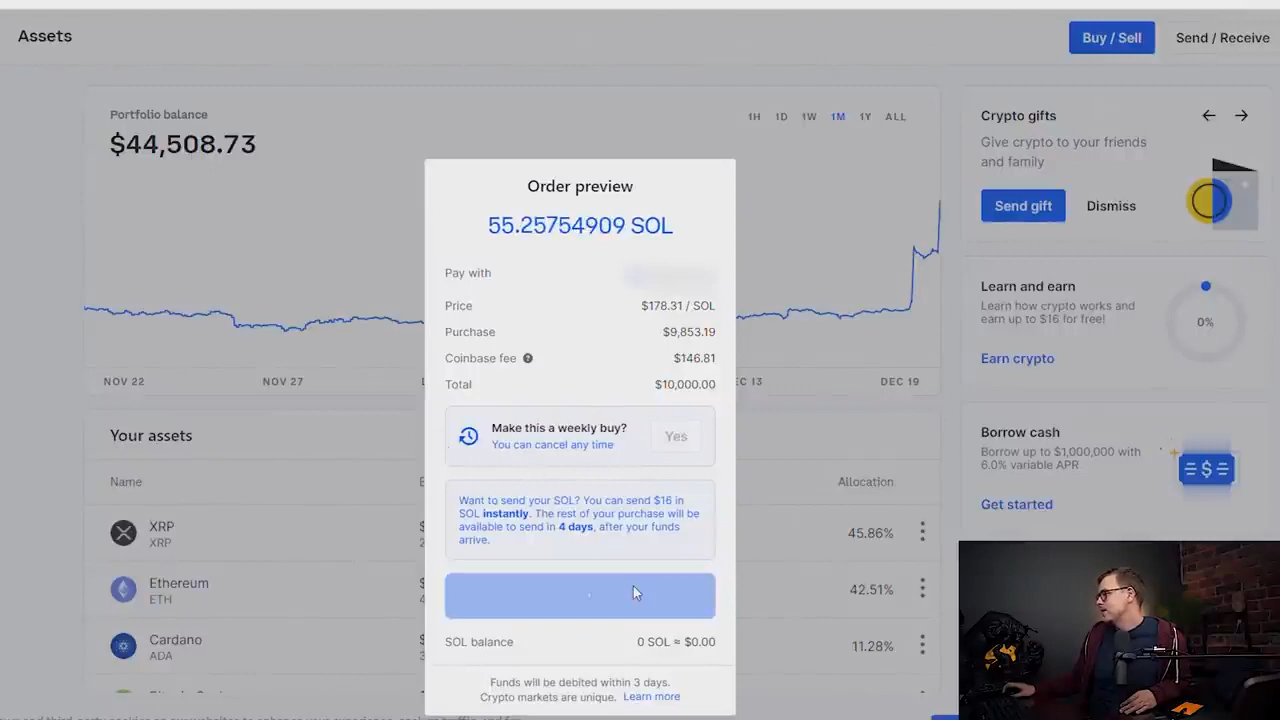 Assets
Buy / Sell
Send / Receive
Portfolio balance
$44,508.73
1H 1D 1W 1M 1Y ALL
NOV 22
NOV 27
DEC 19
Order preview
55.25754909 SOL
Pay with
Price $178.31 / SOL
Purchase $9,853.19
Coinbase fee $146.81
Total $10,000.00
Make this a weekly buy?
You can cancel any time
Yes
Want to send your SOL? You can send $16 in
SOL instantly. The rest of your purchase will be
available to send in 4 days, after your funds
arrive.
SOL balance 0 SOL ≈ $0.00
Funds will be debited within 3 days.
Crypto markets are unique. Learn more
Your assets
Name
Allocation
XRP
XRP
45.86%
Ethereum
ETH
42.51%
Cardano
ADA
11.28%
Crypto gifts
Give crypto to your friends
and family
Send gift
Dismiss
Learn and earn
Learn how crypto works and
earn up to $16 for free!
0%
Earn crypto
Borrow cash
Borrow up to $1,000,000 with
6.0% variable APR
Get started